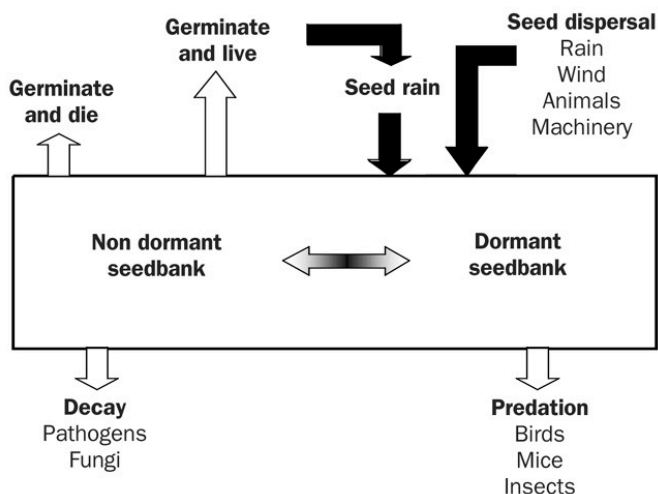 Germinate
and live
Seed dispersal
Rain
Wind
Animals
Machinery
Germinate
and die
Seed rain
Non dormant
seedbank
Dormant
seedbank
Decay
Pathogens
Fungi
Predation
Birds
Mice
Insects